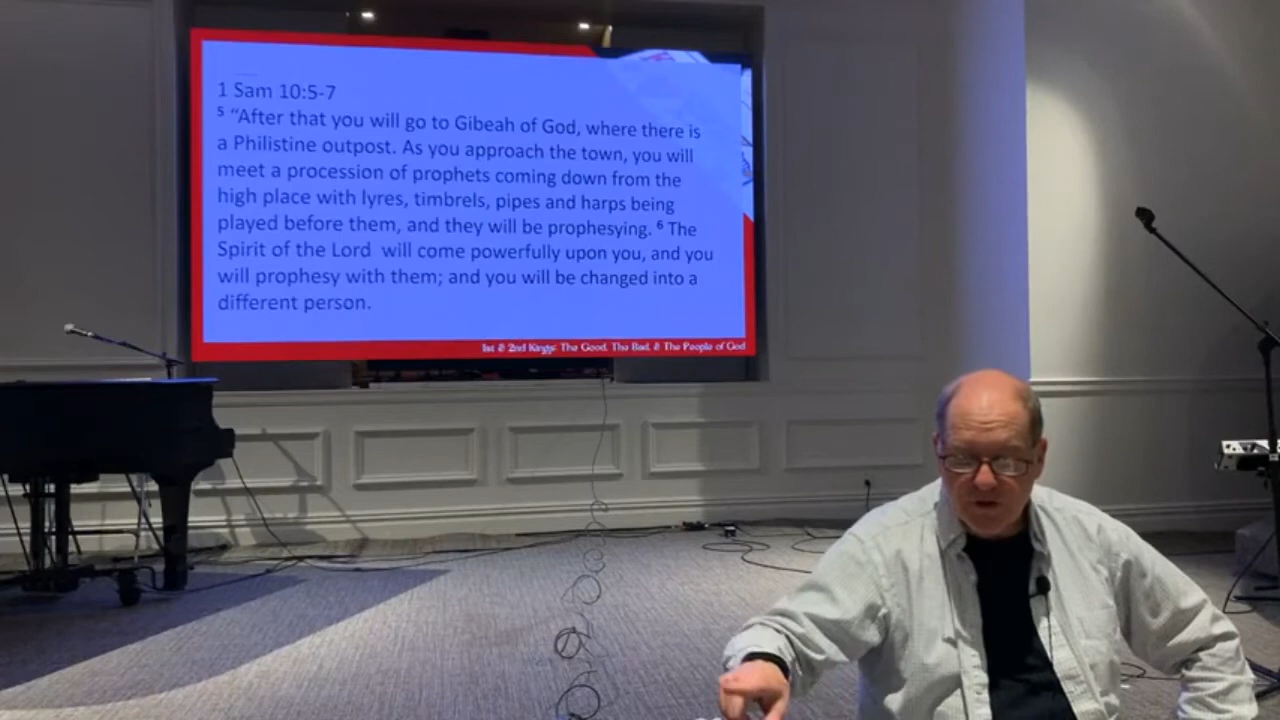 1 Sam 10:5-7
⁵ “After that you will go to Gibeah of God, where there is
a Philistine outpost. As you approach the town, you will
meet a procession of prophets coming down from the
high place with lyres, timbrels, pipes and harps being
played before them, and they will be prophesying. ⁶ The
Spirit of the Lord will come powerfully upon you, and you
will prophesy with them; and you will be changed into a
different person.
1st & 2nd Kings: The Good, The Bad, & The People of God